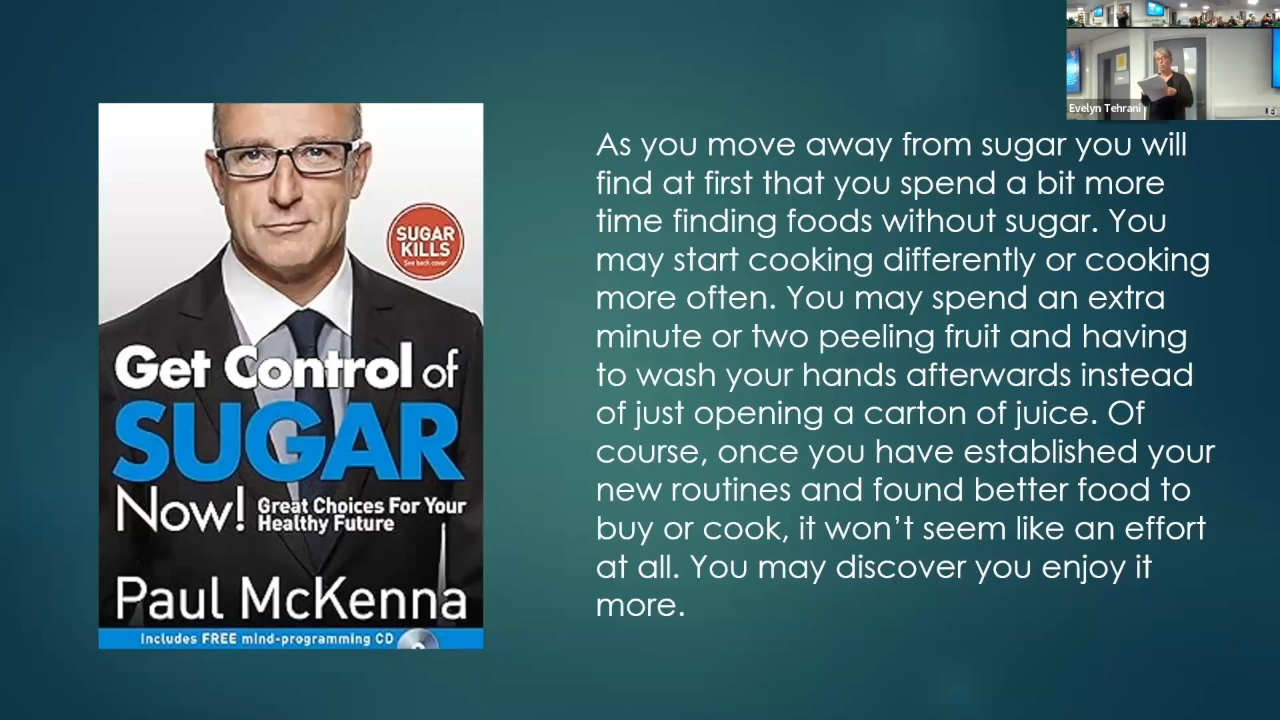 Evelyn Tehrani
SUGAR
KILLS
See back cover
Get Control of
SUGAR
Now! Great Choices For Your
Healthy Future
Paul McKenna
Includes FREE mind-programming CD
As you move away from sugar you will
find at first that you spend a bit more
time finding foods without sugar. You
may start cooking differently or cooking
more often. You may spend an extra
minute or two peeling fruit and having
to wash your hands afterwards instead
of just opening a carton of juice. Of
course, once you have established your
new routines and found better food to
buy or cook, it won’t seem like an effort
at all. You may discover you enjoy it
more.